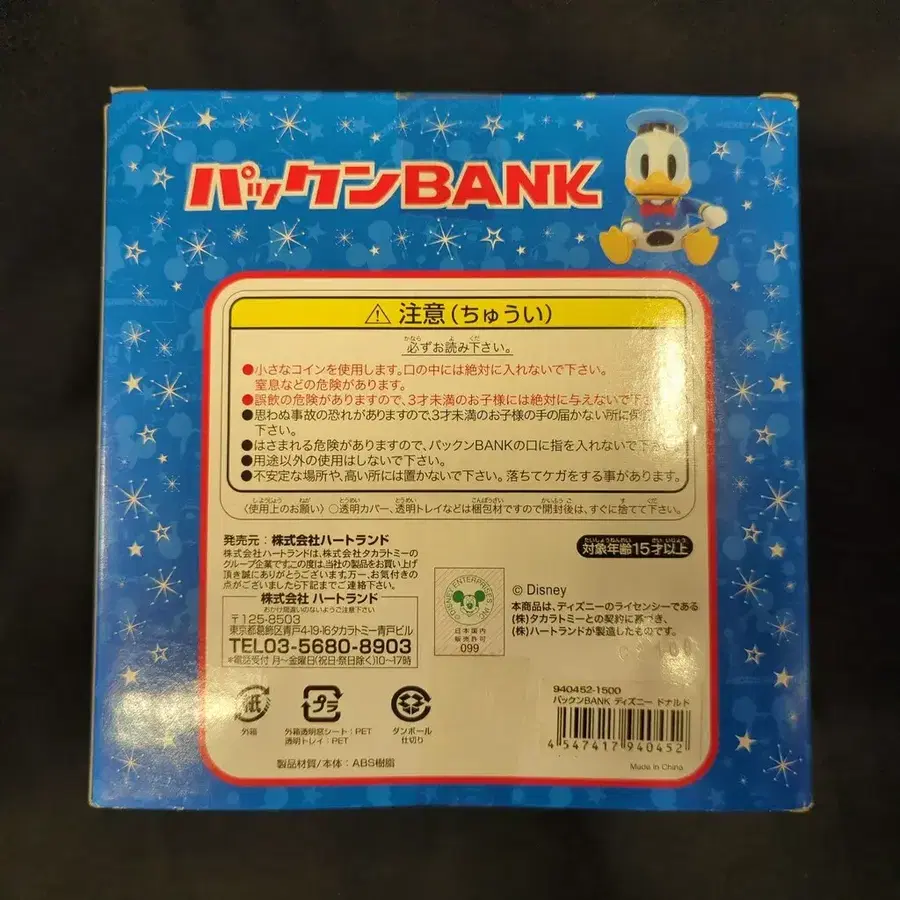 パックンBANK
⚠ 注意(ちゅうい)
必ずお読み下さい。
●小さなコインを使用します。口の中には絶対に入れないで下さい。
窒息などの危険があります。
●誤飲の危険がありますので、3才未満のお子様には絶対に与えないで下
●思わぬ事故の恐れがありますので、3才未満のお子様の手の届かない所に保
下さい。
●はさまれる危険がありますので、パックンBANKの口に指を入れないで下
●用途以外の使用はしないで下さい。
●不安定な場所や、高い所には置かないで下さい。落ちてケガをする事があります。
〈使用上のお願い〉○透明カバー、透明トレイなどは梱包材ですので開封後は、すぐに捨てて下さい。
発売元：株式会社ハートランド
株式会社ハートランドは、株式会社タカラトミーの
グループ企業です。この度は、当社の製品をお買い上げ
頂き誠にありがとうございます。万一、お気付きの
点がございましたら下記までご連絡下さい。
株式会社 ハートランド
おかけ間違いのないようご注意下さい
〒125-8503
東京都葛飾区青戸4-19-16タカラトミー青戸ビル
TEL03-5680-8903
*電話受付 月〜金曜日(祝日・祭日除く)10〜17時
対象年齢15才以上
日本国内
販売許可
099
© Disney
本商品は、ディズニーのライセンシーである
(株)タカラトミーとの契約に基づき、
(株)ハートランドが製造したものです。
紙
外箱
プラ
外箱透明窓シート：PET
透明トレイ：PET
ダンボール
仕切り
製品材質/本体：ABS樹脂
940452-1500
パックンBANK ディズニー ドナルド
4 547417 940452
Made in China